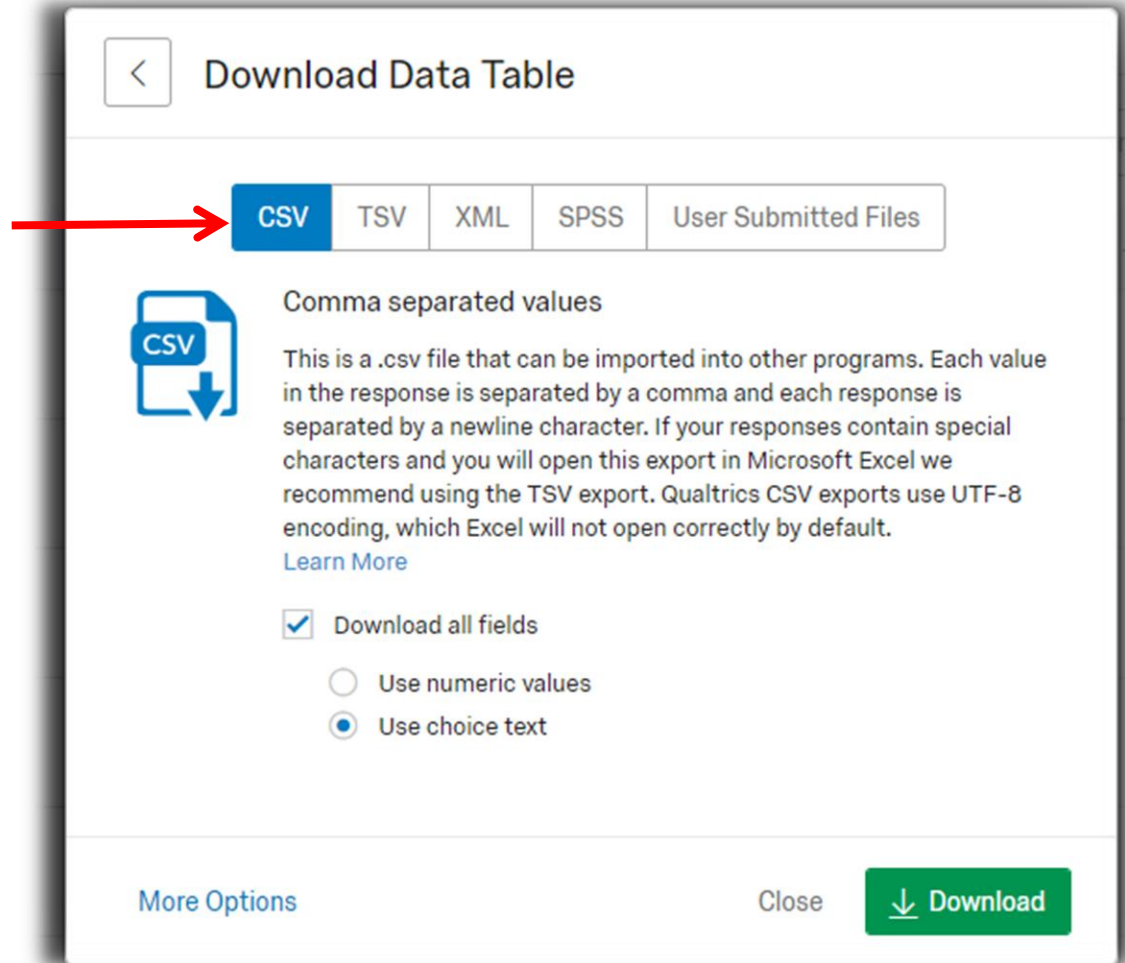 Download Data Table
CSV TSV XML SPSS User Submitted Files
Comma separated values
CSV
This is a .csv file that can be imported into other programs. Each value
in the response is separated by a comma and each response is
separated by a newline character. If your responses contain special
characters and you will open this export in Microsoft Excel we
recommend using the TSV export. Qualtrics CSV exports use UTF-8
encoding, which Excel will not open correctly by default.
Learn More
Download all fields
Use numeric values
Use choice text
More Options Close Download